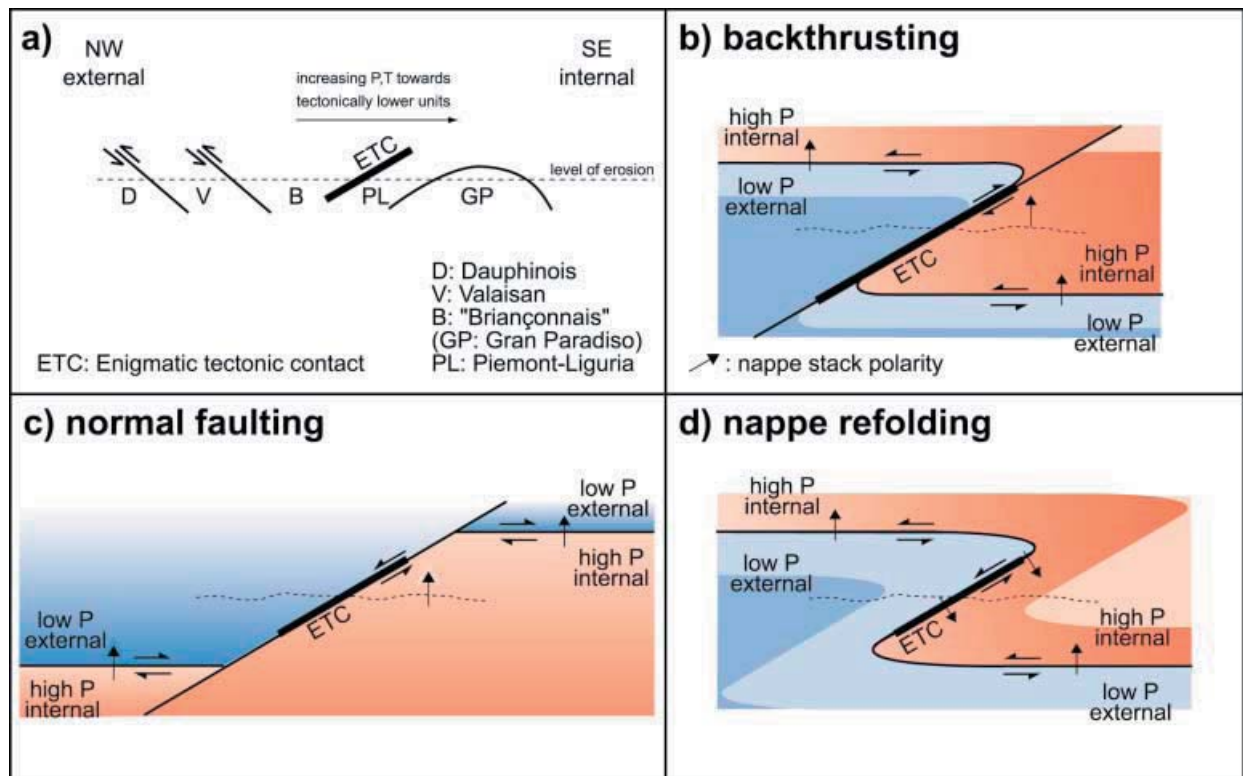 a)
NW
external
SE
internal
increasing P,T towards
tectonically lower units
ETC
level of erosion
D
V
B
PL
GP
D: Dauphinois
V: Valaisan
B: "Briançonnais"
(GP: Gran Paradiso)
PL: Piemont-Liguria
ETC: Enigmatic tectonic contact
b) backthrusting
high P
internal
low P
external
ETC
high P
internal
low P
external
: nappe stack polarity
c) normal faulting
low P
external
high P
internal
ETC
low P
external
high P
internal
d) nappe refolding
high P
internal
low P
external
ETC
high P
internal
low P
external